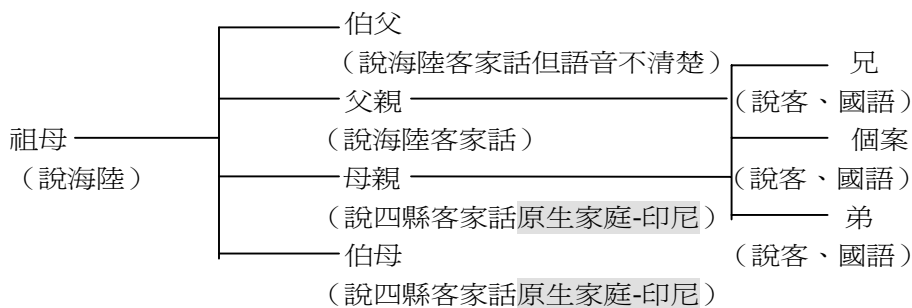 伯父
（說海陸客家話但語音不清楚） 兄
父親 （說客、國語）
祖母 （說海陸客家話） 個案
（說海陸） 母親 （說客、國語）
（說四縣客家話原生家庭-印尼） 弟
伯母 （說客、國語）
（說四縣客家話原生家庭-印尼）